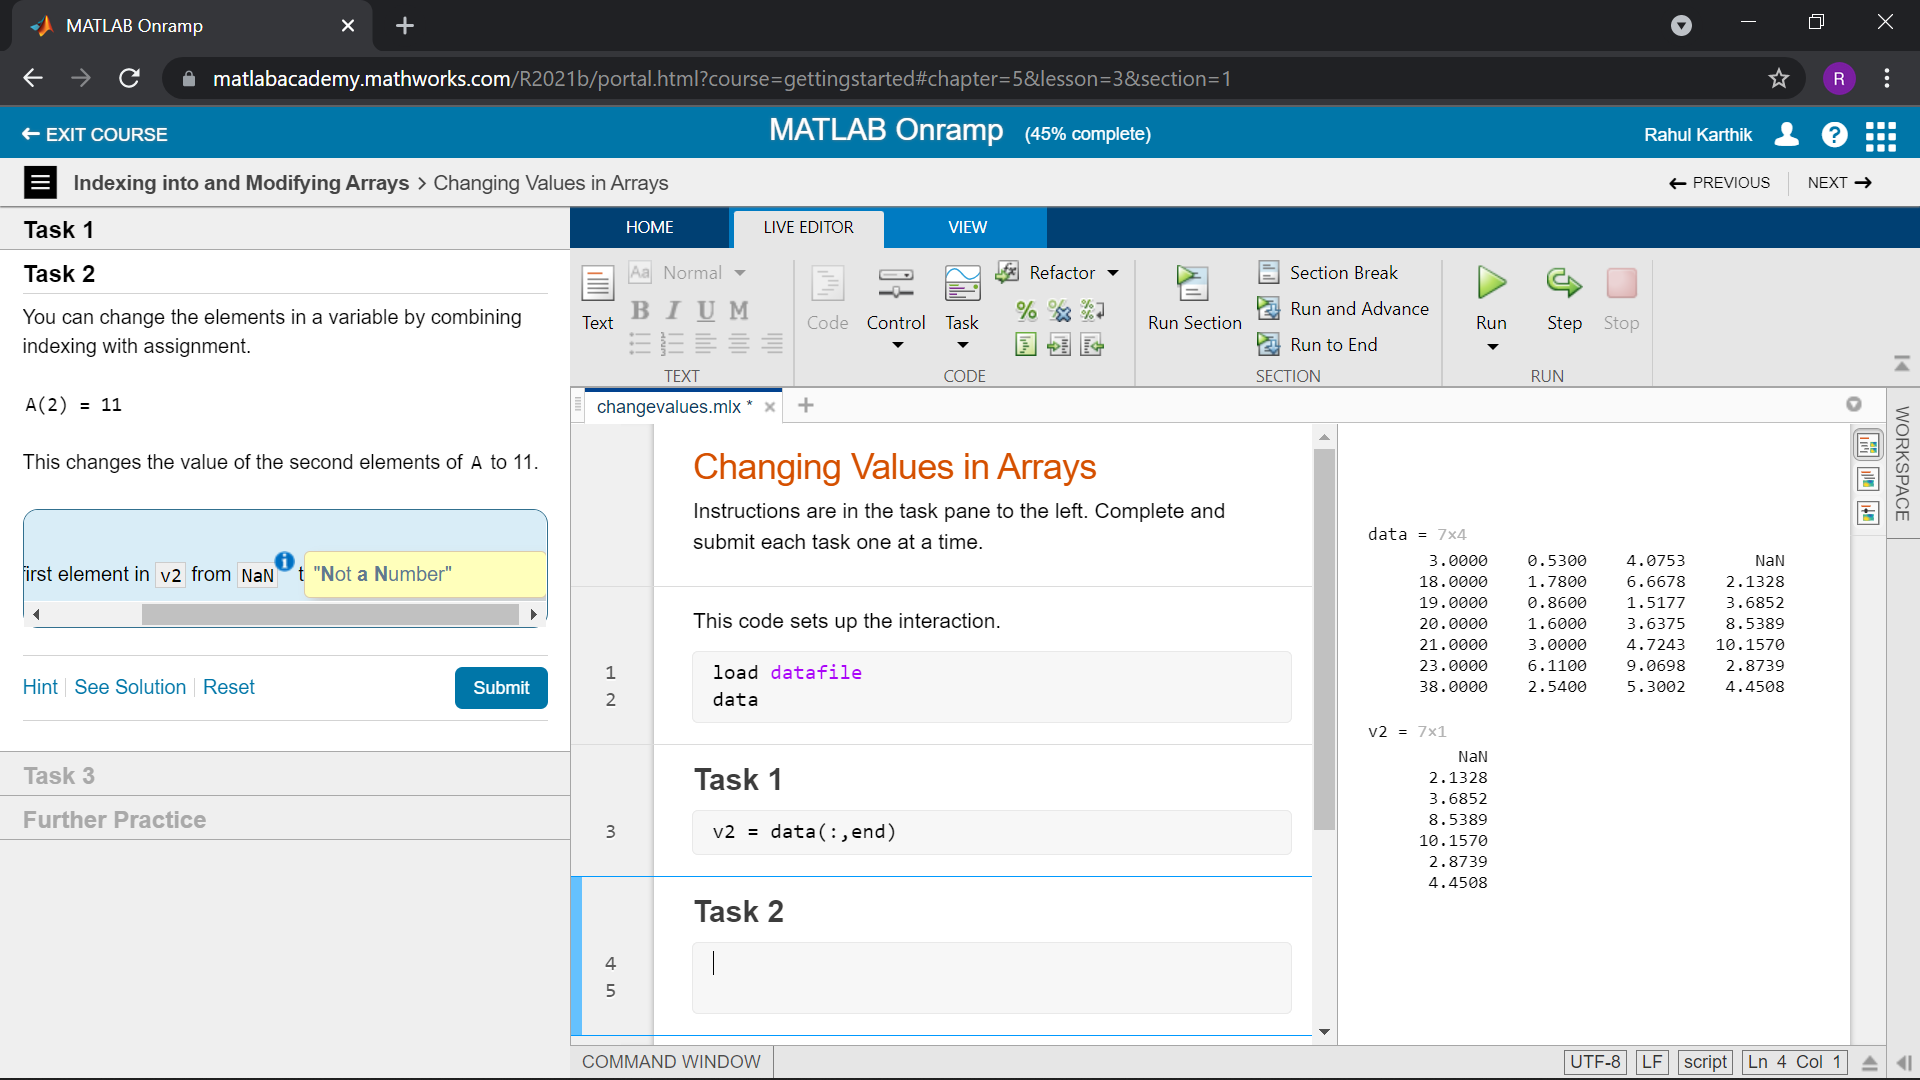 MATLAB Onramp
matlabacademy.mathworks.com/R2021b/portal.html?course=gettingstarted#chapter=5&lesson=3&section=1
R
EXIT COURSE
MATLAB Onramp (45% complete)
Rahul Karthik
?
Indexing into and Modifying Arrays › Changing Values in Arrays
PREVIOUS
NEXT
Task 1
Task 2
You can change the elements in a variable by combining
indexing with assignment.
A(2) = 11
This changes the value of the second elements of A to 11.
irst element in v2 from NaN i t "Not a Number"
Hint
See Solution
Reset
Submit
Task 3
Further Practice
HOME
LIVE EDITOR
VIEW
Text
Aa Normal
B I U M
TEXT
Code
Control
Task
Refactor
CODE
Run Section
Section Break
Run and Advance
Run to End
SECTION
Run
Step
Stop
RUN
changevalues.mlx *
Changing Values in Arrays
Instructions are in the task pane to the left. Complete and
submit each task one at a time.
This code sets up the interaction.
1 load datafile
2 data
Task 1
3 v2 = data(:,end)
Task 2
4
5
data = 7×4
3.0000 0.5300 4.0753 NaN
18.0000 1.7800 6.6678 2.1328
19.0000 0.8600 1.5177 3.6852
20.0000 1.6000 3.6375 8.5389
21.0000 3.0000 4.7243 10.1570
23.0000 6.1100 9.0698 2.8739
38.0000 2.5400 5.3002 4.4508
v2 = 7×1
NaN
2.1328
3.6852
8.5389
10.1570
2.8739
4.4508
WORKSPACE
COMMAND WINDOW
UTF-8
LF
script
Ln 4 Col 1